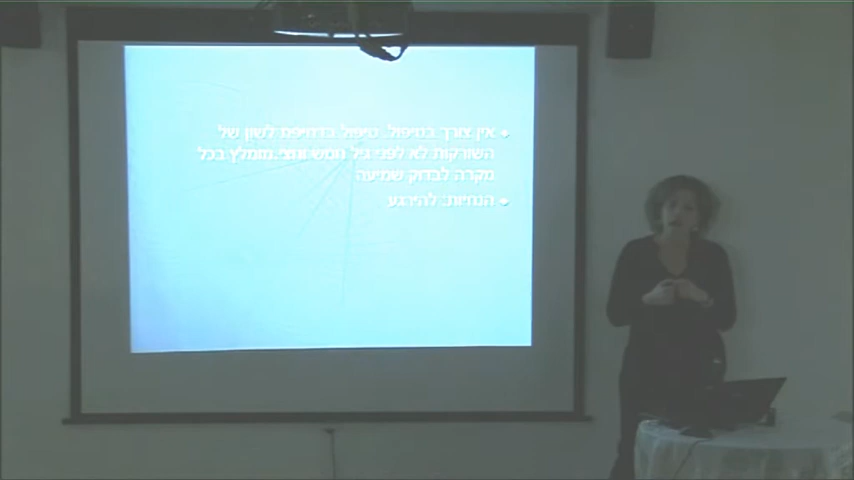 אין צורך בטיפול. טיפול בדחיפת לשון של
השורקות לא לפני גיל חמש וחצי. מומלץ בכל
מקרה לבדוק שמיעה
הנחיות: להירגע